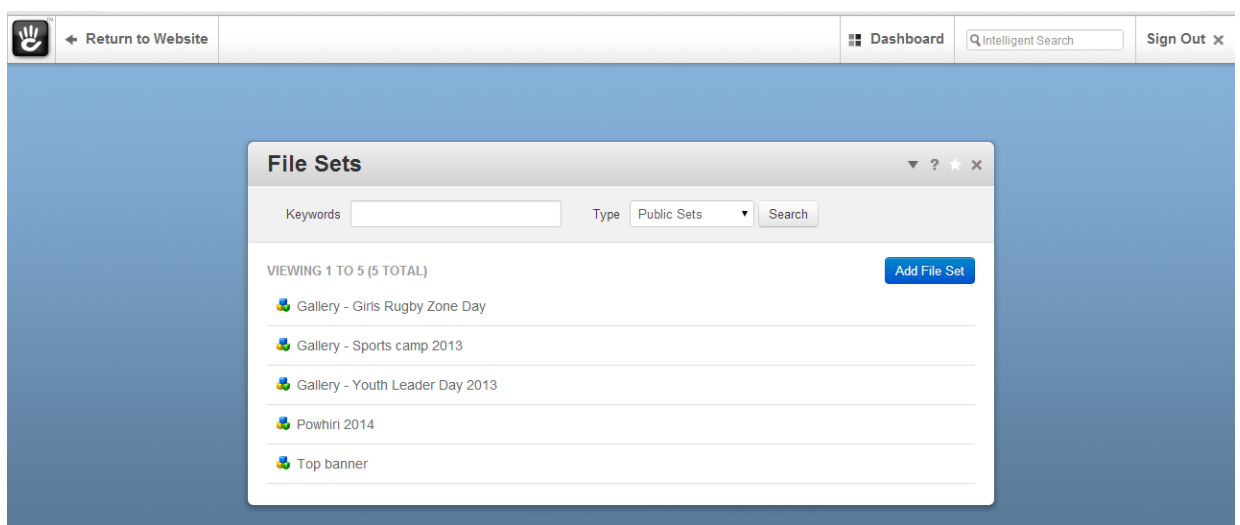 Return to Website Dashboard Intelligent Search Sign Out
File Sets ?
Keywords Type Public Sets Search
VIEWING 1 TO 5 (5 TOTAL) Add File Set
Gallery - Girls Rugby Zone Day
Gallery - Sports camp 2013
Gallery - Youth Leader Day 2013
Powhiri 2014
Top banner